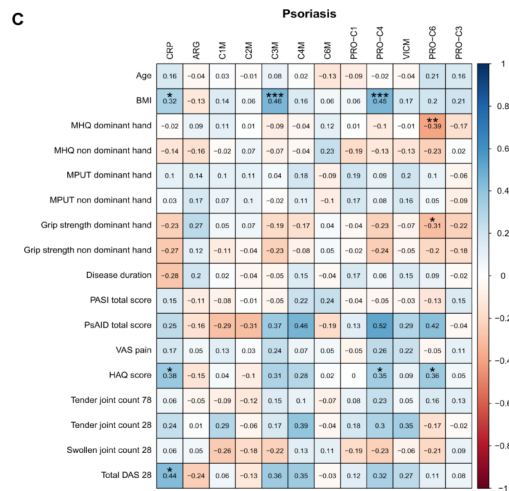 C
Psoriasis
CRP ARG C1M C2M C3M C4M C6M PRO-C1 PRO-C4 VICM PRO-C6 PRO-C3
Age 0.16 −0.04 0.03 −0.01 0.08 0.02 −0.13 −0.09 −0.02 −0.04 0.21 0.16
BMI * 0.32 −0.13 0.14 0.06 *** 0.46 0.16 0.06 0.06 *** 0.45 0.17 0.2 0.21
MHQ dominant hand −0.02 0.09 0.11 0.01 −0.09 −0.04 0.12 0.01 −0.1 −0.01 ** −0.39 −0.17
MHQ non dominant hand −0.14 −0.16 −0.02 0.07 −0.07 −0.06 0.23 −0.19 −0.13 −0.13 −0.23 0.02
MPUT dominant hand 0.1 0.14 0.1 0.11 0.04 0.18 −0.09 0.19 0.09 0.2 0.1 −0.06
MPUT non dominant hand 0.03 0.17 0.07 0.1 −0.02 0.11 −0.1 0.17 0.08 0.16 0.05 −0.09
Grip strength dominant hand −0.23 0.27 0.07 0.07 −0.19 −0.17 0.04 −0.04 −0.23 −0.07 * −0.31 −0.22
Grip strength non dominant hand −0.27 0.12 −0.11 −0.04 −0.23 −0.08 0.05 −0.02 −0.24 −0.05 −0.2 −0.18
Disease duration −0.28 0.2 0.02 −0.04 −0.05 0.15 −0.04 0.17 0.06 0.15 0.09 −0.02
PASI total score 0.15 −0.11 −0.08 −0.01 −0.05 0.22 0.24 −0.04 −0.05 −0.03 −0.13 0.15
PsAID total score 0.25 −0.16 −0.29 −0.31 0.37 0.46 −0.19 0.13 0.52 0.29 0.42 −0.04
VAS pain 0.17 0.05 0.13 0.03 0.24 0.13 0.05 −0.05 0.26 0.22 −0.05 0.11
HAQ score * 0.38 −0.15 0.04 −0.1 0.31 0.28 0.02 0 * 0.35 0.09 * 0.36 0.05
Tender joint count 78 0.06 −0.05 −0.09 −0.12 0.15 0.1 −0.07 0.08 0.23 0.05 0.16 0.13
Tender joint count 28 0.24 0.01 0.29 −0.06 0.17 0.39 −0.04 0.18 0.3 0.35 −0.17 −0.02
Swollen joint count 28 0.06 0.05 −0.26 −0.18 −0.22 0.13 0.11 −0.19 −0.23 −0.06 −0.21 0.09
Total DAS 28 * 0.44 −0.24 0.06 −0.13 0.36 0.35 −0.03 0.12 0.32 0.27 0.11 0.08
1
0.8
0.6
0.4
0.2
0
−0.2
−0.4
−0.6
−0.8
−1